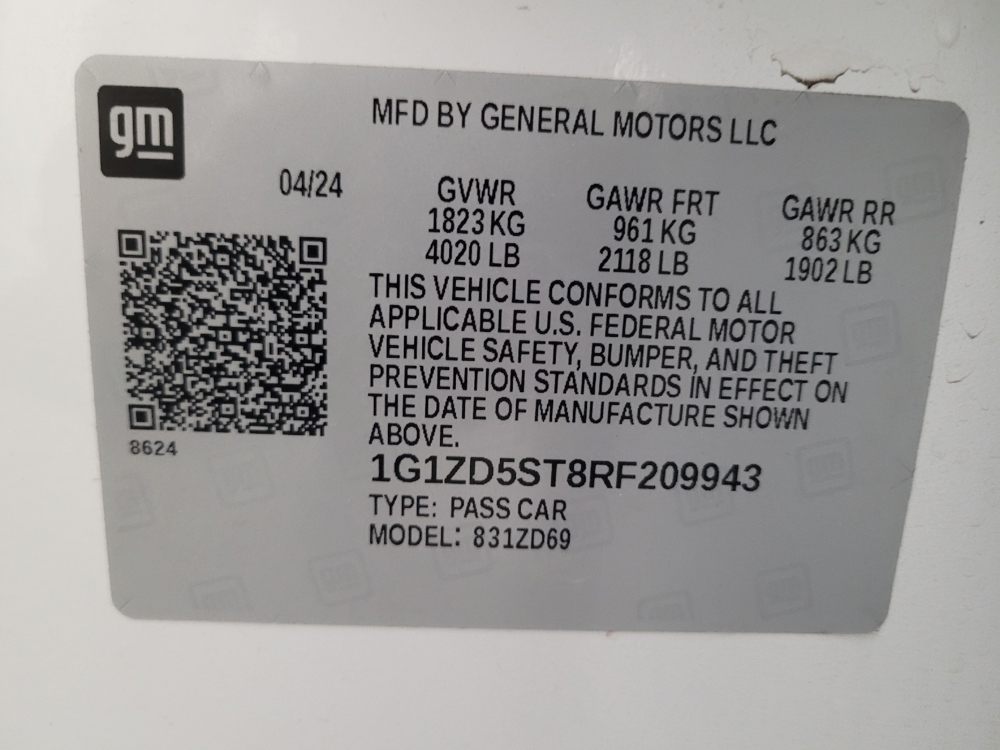 gm
MFD BY GENERAL MOTORS LLC
04/24
GVWR
1823 KG
4020 LB
GAWR FRT
961 KG
2118 LB
GAWR RR
863 KG
1902 LB
THIS VEHICLE CONFORMS TO ALL
APPLICABLE U.S. FEDERAL MOTOR
VEHICLE SAFETY, BUMPER, AND THEFT
PREVENTION STANDARDS IN EFFECT ON
THE DATE OF MANUFACTURE SHOWN
ABOVE.
8624
1G1ZD5ST8RF209943
TYPE: PASS CAR
MODEL: 831ZD69